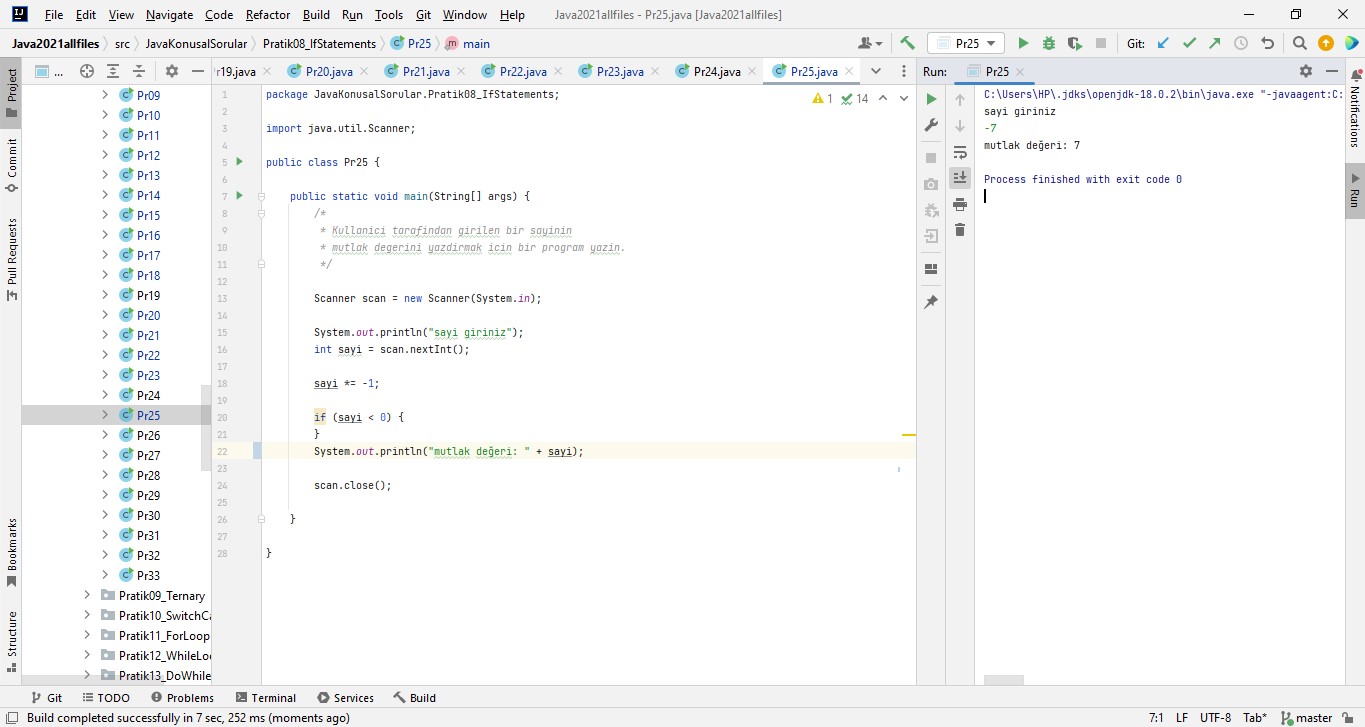 File Edit View Navigate Code Refactor Build Run Tools Git Window Help Java2021allfiles - Pr25.java [Java2021allfiles]
Java2021allfiles src JavaKonusalSorular Pratik08_IfStatements Pr25 main Pr25 Git:
... r19.java Pr20.java Pr21.java Pr22.java Pr23.java Pr24.java Pr25.java Run: Pr25
Project
Commit
Pull Requests
Bookmarks
Structure
Pr09
Pr10
Pr11
Pr12
Pr13
Pr14
Pr15
Pr16
Pr17
Pr18
Pr19
Pr20
Pr21
Pr22
Pr23
Pr24
Pr25
Pr26
Pr27
Pr28
Pr29
Pr30
Pr31
Pr32
Pr33
Pratik09_Ternary
Pratik10_SwitchCa
Pratik11_ForLoop
Pratik12_WhileLo
Pratik13_DoWhile
1 package JavaKonusalSorular.Pratik08_IfStatements;
2
3 import java.util.Scanner;
4
5 public class Pr25 {
6
7 public static void main(String[] args) {
8 /*
9 * Kullanici tarafindan girilen bir sayinin
10 * mutlak degerini yazdirmak icin bir program yazin.
11 */
12
13 Scanner scan = new Scanner(System.in);
14
15 System.out.println("sayi giriniz");
16 int sayi = scan.nextInt();
17
18 sayi *= -1;
19
20 if (sayi < 0) {
21 }
22 System.out.println("mutlak değeri: " + sayi);
23
24 scan.close();
25
26 }
27
28 }
1 14
C:\Users\HP\.jdks\openjdk-18.0.2\bin\java.exe "-javaagent:C:
sayi giriniz
-7
mutlak değeri: 7
Process finished with exit code 0
Notifications
Run
Git TODO Problems Terminal Services Build
Build completed successfully in 7 sec, 252 ms (moments ago) 7:1 LF UTF-8 Tab* master